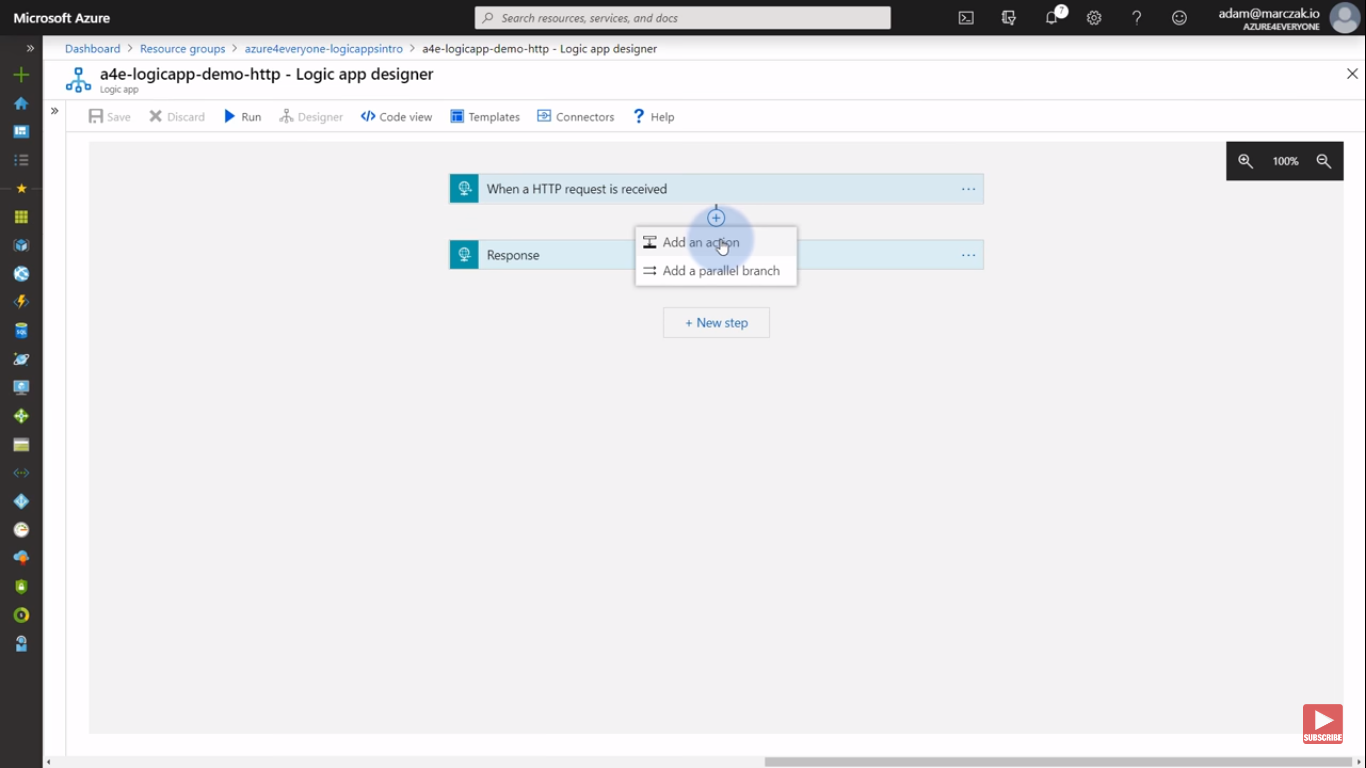 Microsoft Azure
Search resources, services, and docs
7
adam@marczak.io
AZURE4EVERYONE
Dashboard > Resource groups > azure4everyone-logicappsintro > a4e-logicapp-demo-http - Logic app designer
a4e-logicapp-demo-http - Logic app designer
Logic app
Save Discard Run Designer Code view Templates Connectors Help
100%
When a HTTP request is received
Add an action
Response
Add a parallel branch
+ New step
SUBSCRIBE